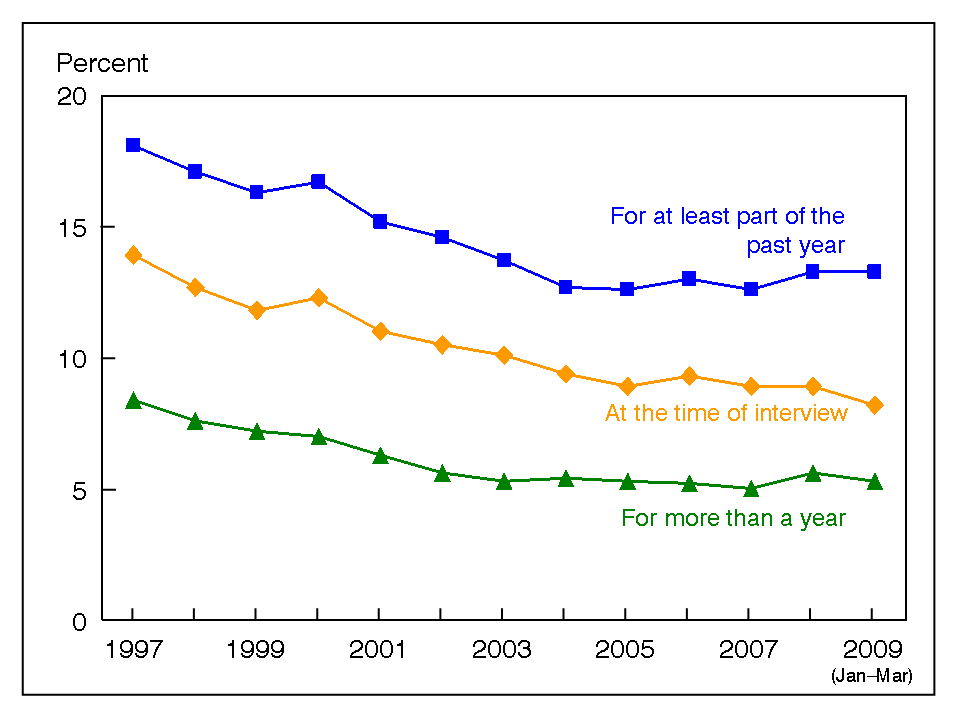 Percent
20
15
10
5
0
For at least part of the
past year
At the time of interview
For more than a year
1997 1999 2001 2003 2005 2007 2009
(Jan–Mar)